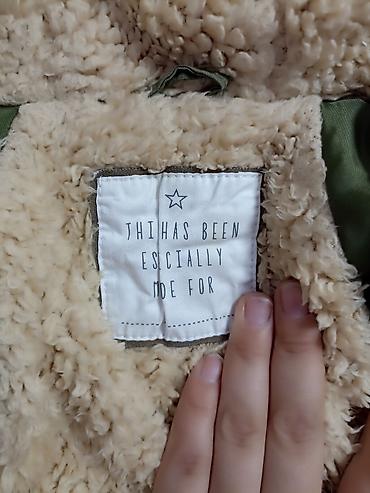 THI HAS BEEN
ES CIALLY
M DE FOR